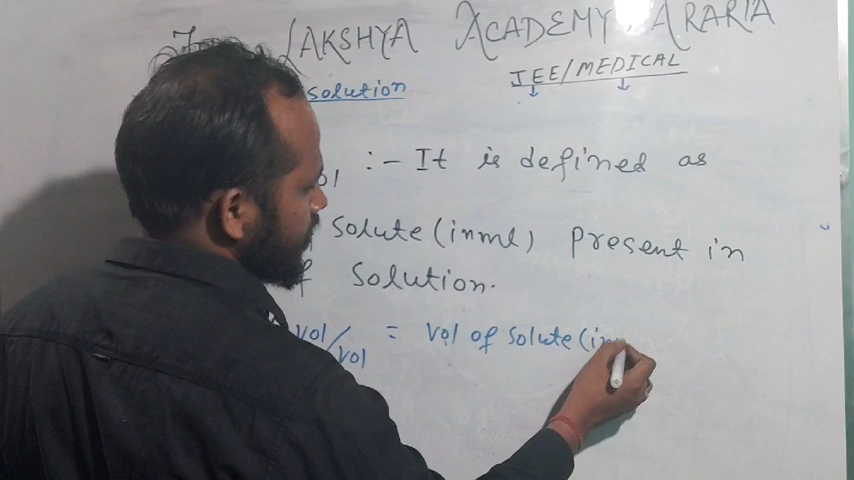 LAKSHYA ACADEMY, ARARIA
JEE/MEDICAL
solution
:- It is defined as
solute (in ml) present in
of solution.
vol/vol = Vol of solute (in